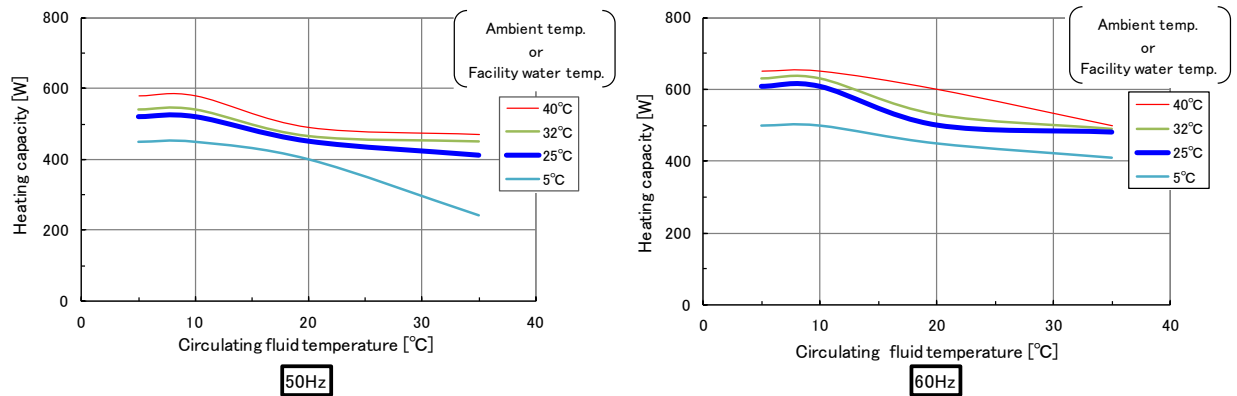 800
600
400
200
0
Heating capacity [W]
0 10 20 30 40
Circulating fluid temperature [℃]
Ambient temp.
or
Facility water temp.
40℃
32℃
25℃
5℃
50Hz
800
600
400
200
0
Heating capacity [W]
0 10 20 30 40
Circulating fluid temperature [℃]
Ambient temp.
or
Facility water temp.
40℃
32℃
25℃
5℃
60Hz